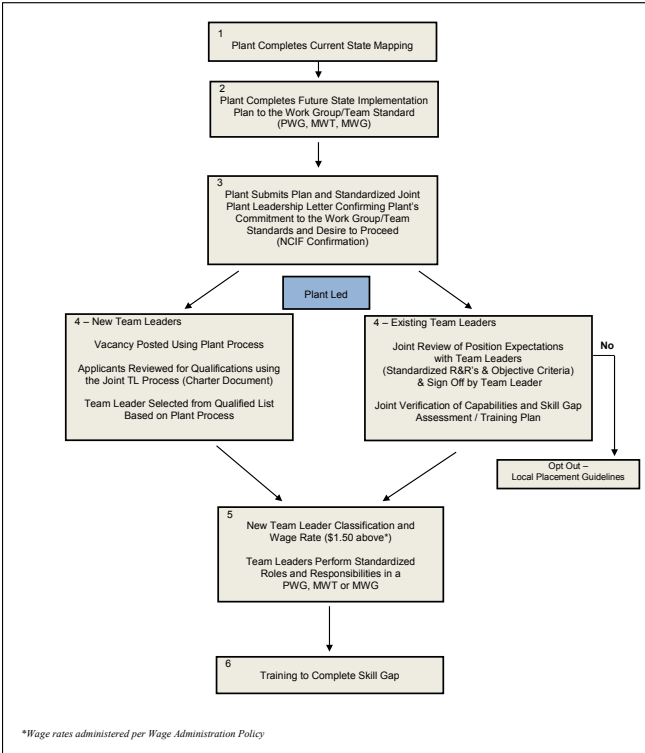 1
Plant Completes Current State Mapping
2
Plant Completes Future State Implementation
Plan to the Work Group/Team Standard
(PWG, MWT, MWG)
3
Plant Submits Plan and Standardized Joint
Plant Leadership Letter Confirming Plant's
Commitment to the Work Group/Team
Standards and Desire to Proceed
(NCIF Confirmation)
Plant Led
4 – New Team Leaders
Vacancy Posted Using Plant Process
Applicants Reviewed for Qualifications using
the Joint TL Process (Charter Document)
Team Leader Selected from Qualified List
Based on Plant Process
4 – Existing Team Leaders
Joint Review of Position Expectations
with Team Leaders
(Standardized R&R's & Objective Criteria)
& Sign Off by Team Leader
Joint Verification of Capabilities and Skill Gap
Assessment / Training Plan
No
Opt Out –
Local Placement Guidelines
5
New Team Leader Classification and
Wage Rate ($1.50 above*)
Team Leaders Perform Standardized
Roles and Responsibilities in a
PWG, MWT or MWG
6
Training to Complete Skill Gap
*Wage rates administered per Wage Administration Policy